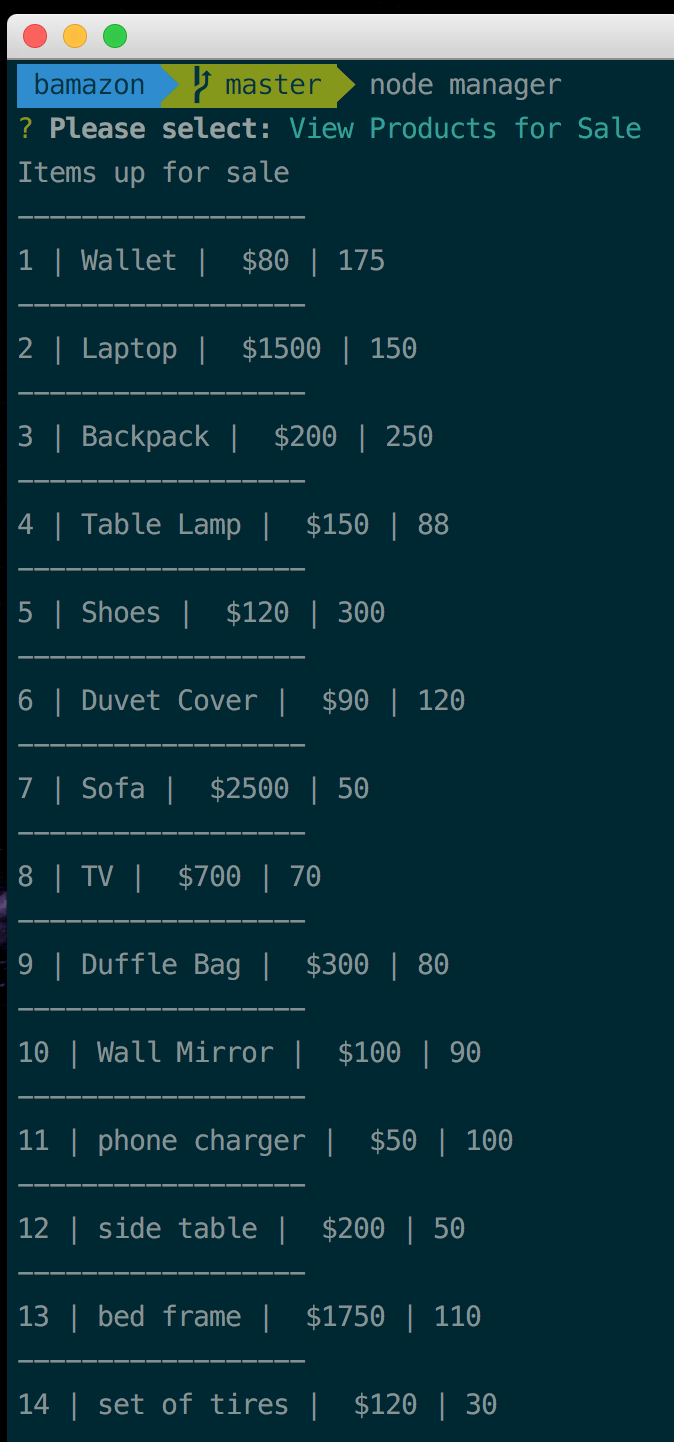 bamazon master node manager
? Please select: View Products for Sale
Items up for sale
------------------
1 | Wallet |  $80 | 175
------------------
2 | Laptop |  $1500 | 150
------------------
3 | Backpack |  $200 | 250
------------------
4 | Table Lamp |  $150 | 88
------------------
5 | Shoes |  $120 | 300
------------------
6 | Duvet Cover |  $90 | 120
------------------
7 | Sofa |  $2500 | 50
------------------
8 | TV |  $700 | 70
------------------
9 | Duffle Bag |  $300 | 80
------------------
10 | Wall Mirror |  $100 | 90
------------------
11 | phone charger |  $50 | 100
------------------
12 | side table |  $200 | 50
------------------
13 | bed frame |  $1750 | 110
------------------
14 | set of tires |  $120 | 30